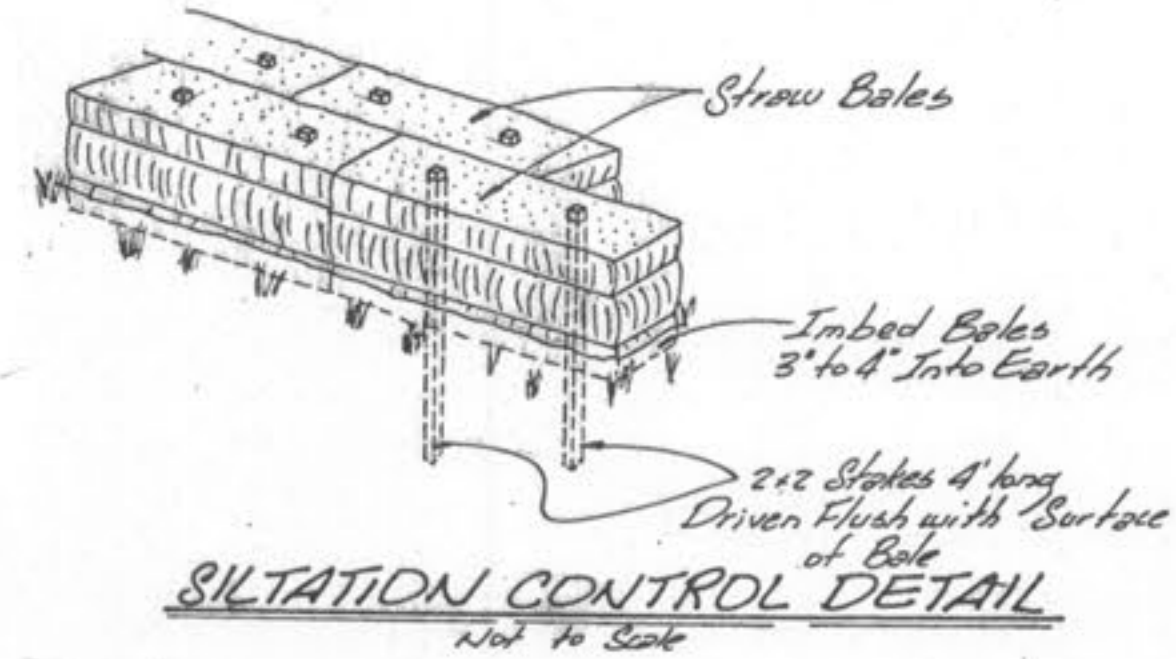 Straw Bales
Imbed Bales
3" to 4" Into Earth
2x2 Stakes 4' long
Driven Flush with Surface
of Bale
SILTATION CONTROL DETAIL
Not to Scale